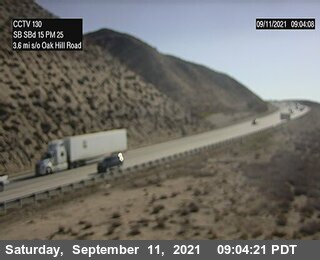 CCTV 130
SB SBd 15 PM 25
3.6 mi s/o Oak Hill Road
09/11/2021 09:04:08
Saturday, September 11, 2021 09:04:21 PDT